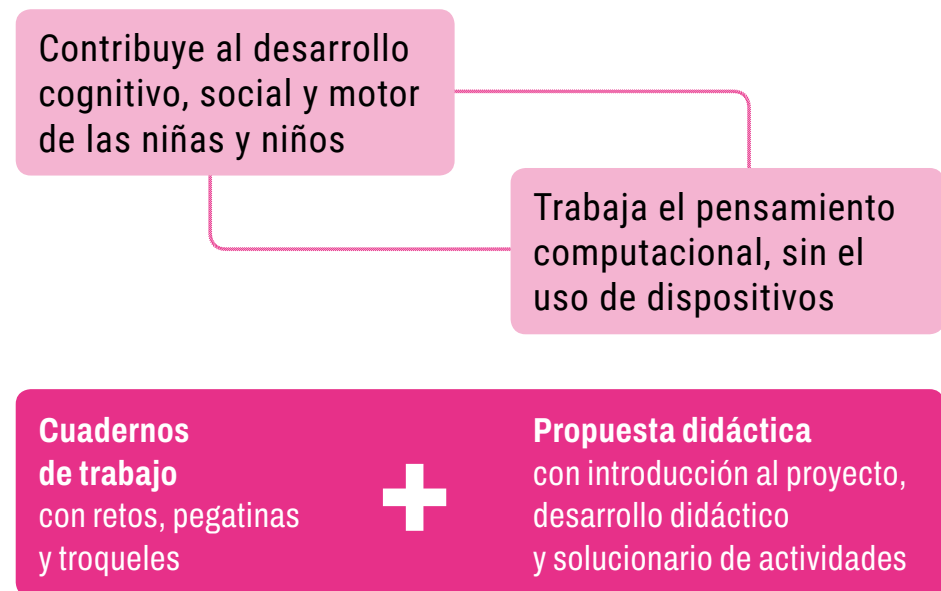 Contribuye al desarrollo
cognitivo, social y motor
de las niñas y niños
Trabaja el pensamiento
computacional, sin el
uso de dispositivos
Cuadernos
de trabajo
con retos, pegatinas
y troqueles
+
Propuesta didáctica
con introducción al proyecto,
desarrollo didáctico
y solucionario de actividades